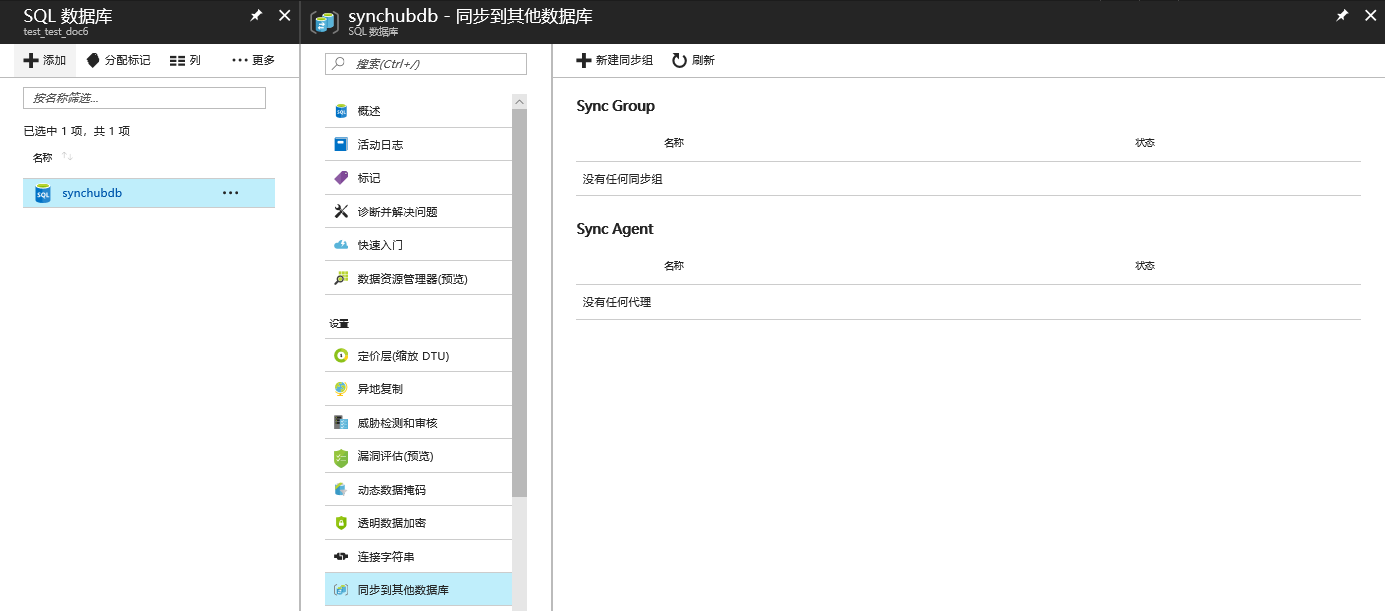 SQL 数据库
test_test_doc6
添加 分配标记 列 更多
按名称筛选...
已选中 1 项，共 1 项
名称
synchubdb
synchubdb - 同步到其他数据库
SQL 数据库
搜索(Ctrl+/)
概述
活动日志
标记
诊断并解决问题
快速入门
数据资源管理器(预览)
设置
定价层(缩放 DTU)
异地复制
威胁检测和审核
漏洞评估(预览)
动态数据掩码
透明数据加密
连接字符串
同步到其他数据库
新建同步组 刷新
Sync Group
名称 状态
没有任何同步组
Sync Agent
名称 状态
没有任何代理